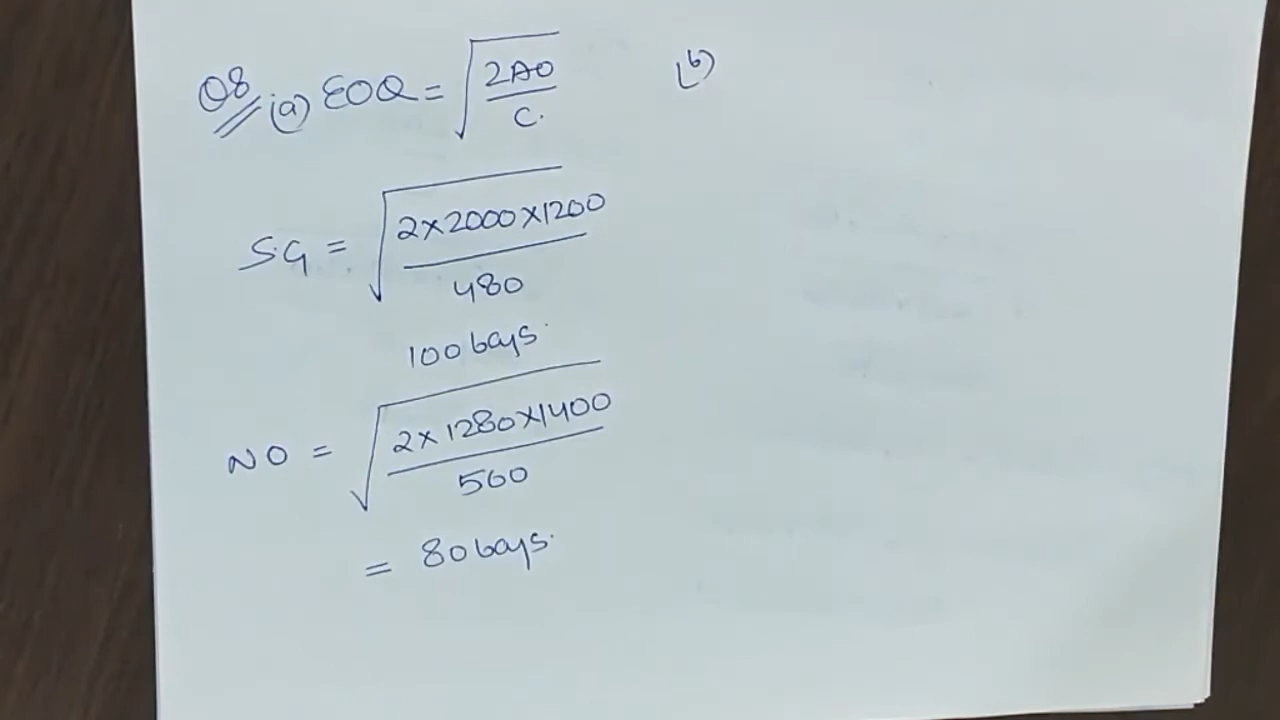 Q8 (a) EOQ = √(2AO / C.)
(b)
SG = √(2×2000×1200 / 480)
100 bags.
NO = √(2×1280×1400 / 560)
= 80 bags.